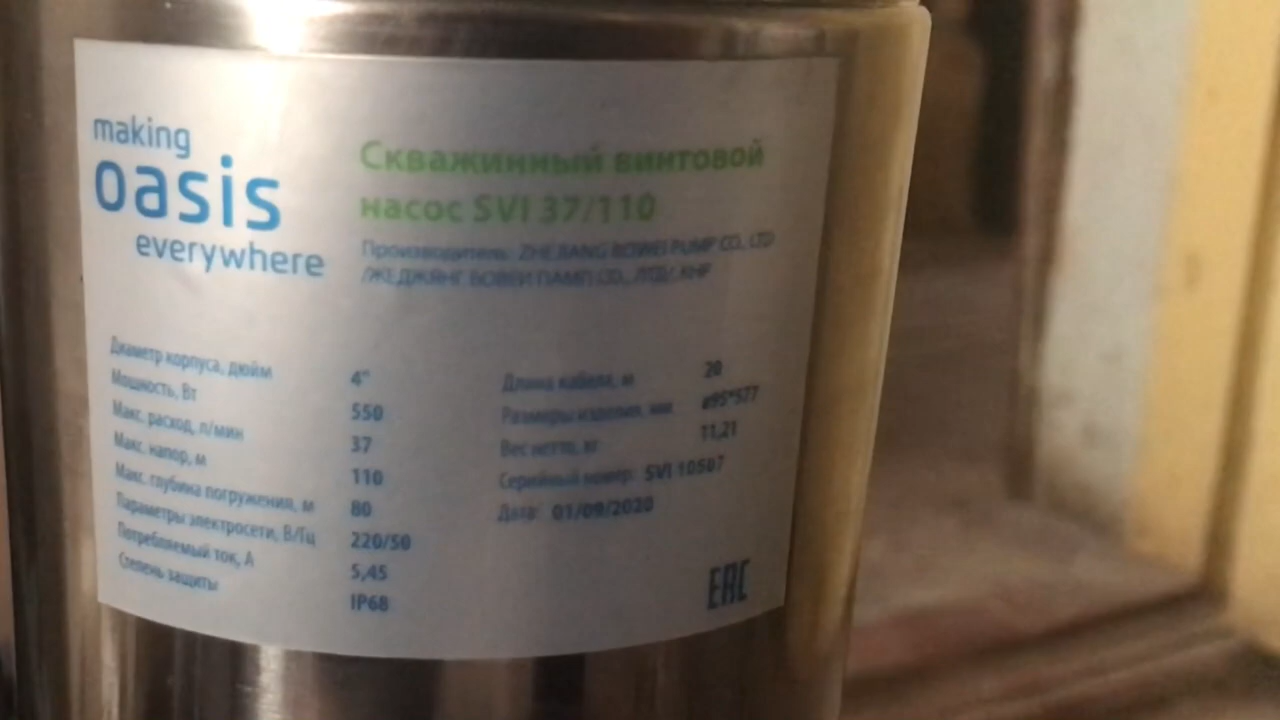 making
oasis
everywhere
Скважинный винтовой
насос SVI 37/110
Производитель: ZHEJIANG BOWEI PUMP CO., LTD
/ЖЕДЖЯНГ БОВЕИ ПАМП СО., ЛТД/, КНР
Диаметр корпуса, дюйм 4"
Мощность, Вт 550
Макс. расход, л/мин 37
Макс. напор, м 110
Макс. глубина погружения, м 80
Параметры электросети, В/Гц 220/50
Потребляемый ток, А 5,45
Степень защиты IP68
Длина кабеля, м 20
Размеры изделия, мм ø95*577
Вес нетто, кг 11,21
Серийный номер: SVI 10507
Дата: 01/09/2020
EAC